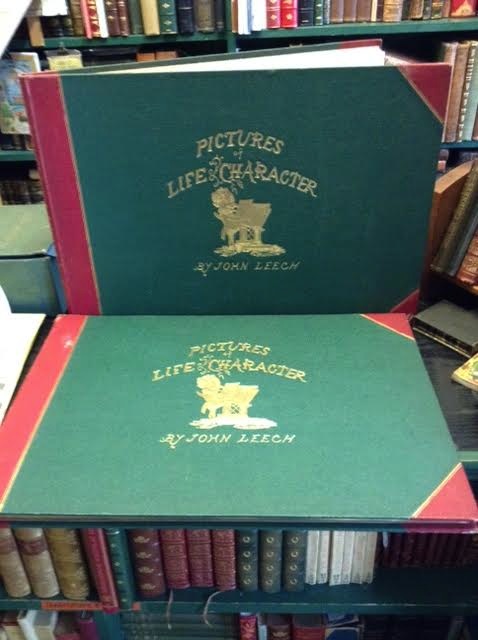 PICTURES
of
LIFE & CHARACTER
BY JOHN LEECH
PICTURES
of
LIFE & CHARACTER
BY JOHN LEECH